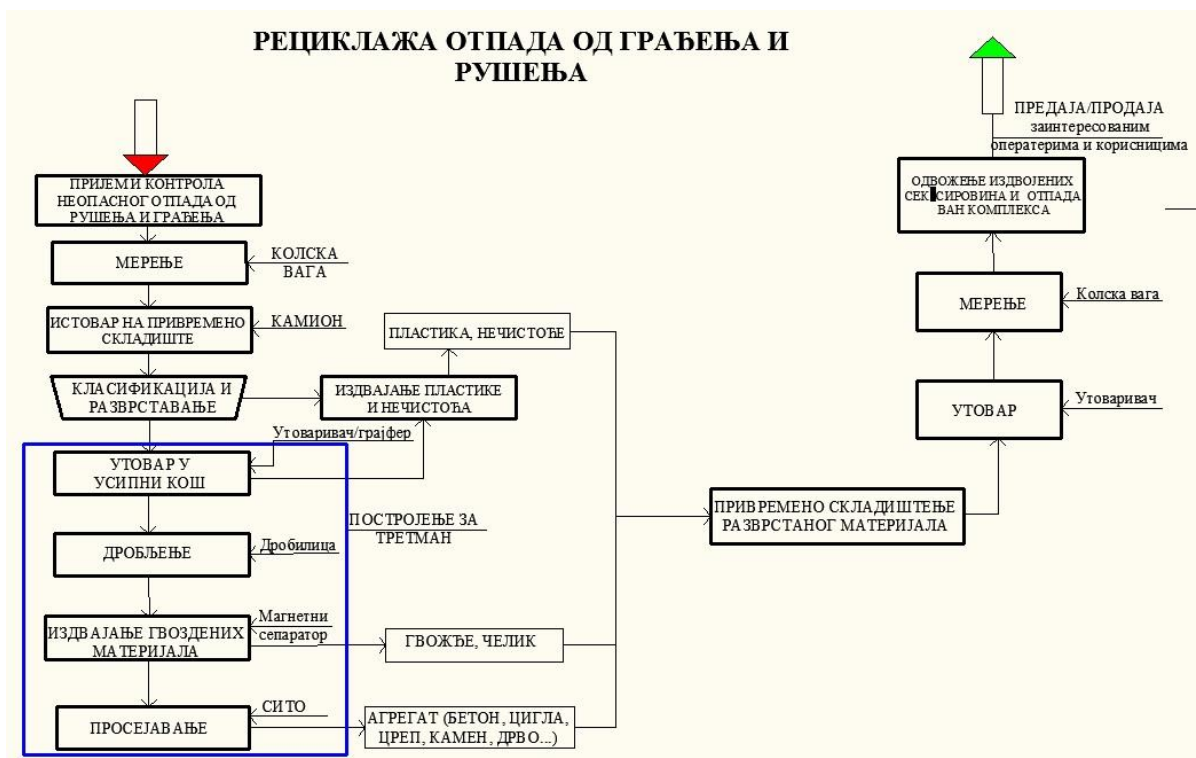 РЕЦИКЛАЖА ОТПАДА ОД ГРАЂЕЊА И
РУШЕЊА
ПРИЈЕМ И КОНТРОЛА
НЕОПАСНОГ ОТПАДА ОД
РУШЕЊА И ГРАЂЕЊА
МЕРЕЊЕ
КОЛСКА
ВАГА
ИСТОВАР НА ПРИВРЕМЕНО
СКЛАДИШТЕ
КАМИОН
КЛАСИФИКАЦИЈА И
РАЗВРСТАВАЊЕ
ИЗДВАЈАЊЕ ПЛАСТИКЕ
И НЕЧИСТОЋА
ПЛАСТИКА, НЕЧИСТОЋЕ
Утоваривач/грајфер
УТОВАР У
УСИПНИ КОШ
ПОСТРОЈЕЊЕ ЗА
ТРЕТМАН
ДРОБЉЕЊЕ
Дробилица
ИЗДВАЈАЊЕ ГВОЗДЕНИХ
МАТЕРИЈАЛА
Магнетни
сепаратор
ГВОЖЂЕ, ЧЕЛИК
ПРОСЕЈАВАЊЕ
СИТО
АГРЕГАТ (БЕТОН, ЦИГЛА,
ЦРЕП, КАМЕН, ДРВО...)
ПРИВРЕМЕНО СКЛАДИШТЕЊЕ
РАЗВРСТАНОГ МАТЕРИЈАЛА
УТОВАР
Утоваривач
МЕРЕЊЕ
Колска вага
ОДВОЖЕЊЕ ИЗДВОЈЕНИХ
СЕК СИРОВИНА И ОТПАДА
ВАН КОМПЛЕКСА
ПРЕДАЈА/ПРОДАЈА
заинтересованим
оператерима и корисницима